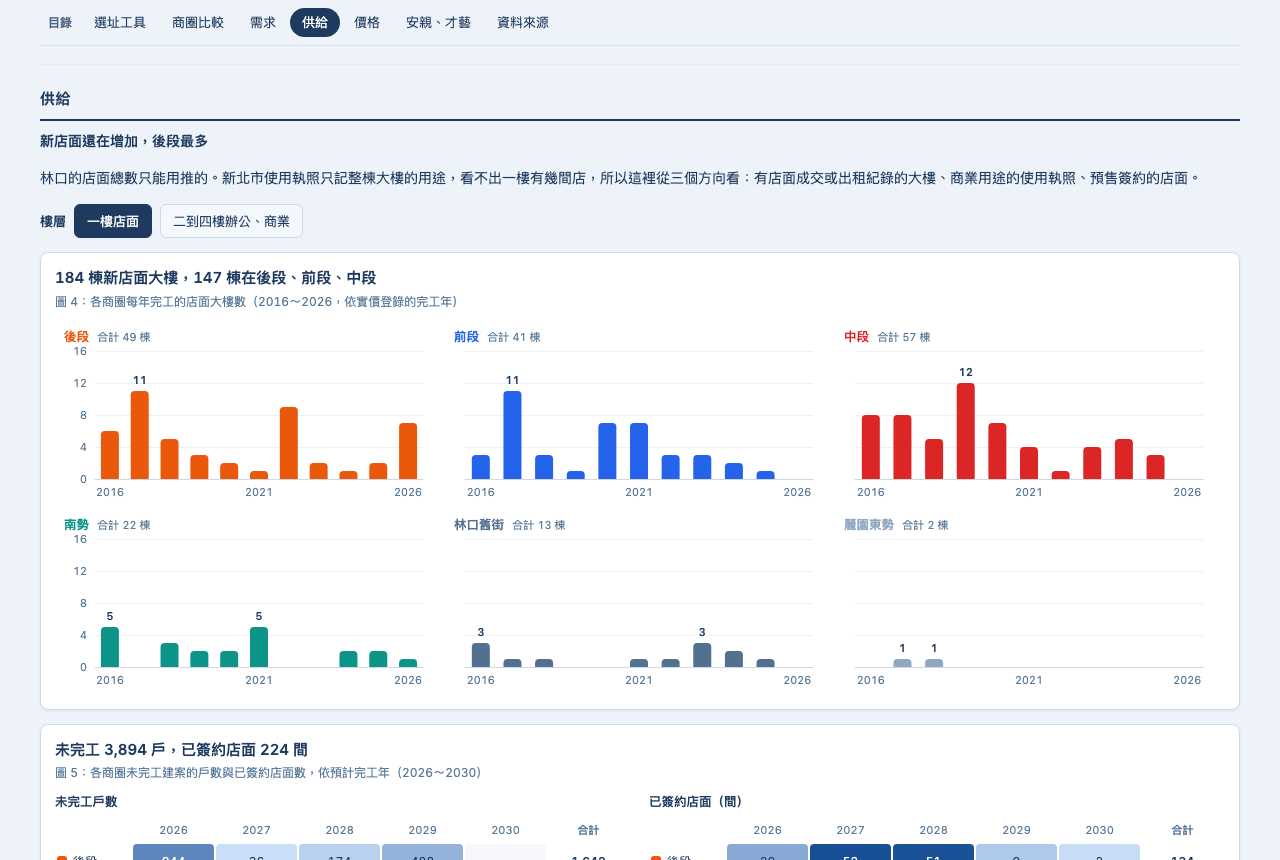 目錄 選址工具 商圈比較 需求 供給 價格 安親、才藝 資料來源
供給
新店面還在增加，後段最多
林口的店面總數只能用推的。新北市使用執照只記整棟大樓的用途，看不出一樓有幾間店，所以這裡從三個方向看：有店面成交或出租紀錄的大樓、商業用途的使用執照、預售簽約的店面。
樓層 一樓店面 二到四樓辦公、商業
184 棟新店面大樓，147 棟在後段、前段、中段
圖 4：各商圈每年完工的店面大樓數（2016～2026，依實價登錄的完工年）
後段 合計 49 棟
16
12
8
4
0
11
2016 2021 2026
前段 合計 41 棟
11
2016 2021 2026
中段 合計 57 棟
12
2016 2021 2026
南勢 合計 22 棟
16
12
8
4
0
5 5
2016 2021 2026
林口舊街 合計 13 棟
3 3
2016 2021 2026
麗園東勢 合計 2 棟
1 1
2016 2021 2026
未完工 3,894 戶，已簽約店面 224 間
圖 5：各商圈未完工建案的戶數與已簽約店面數，依預計完工年（2026～2030）
未完工戶數
2026 2027 2028 2029 2030 合計
後段
已簽約店面（間）
2026 2027 2028 2029 2030 合計
後段